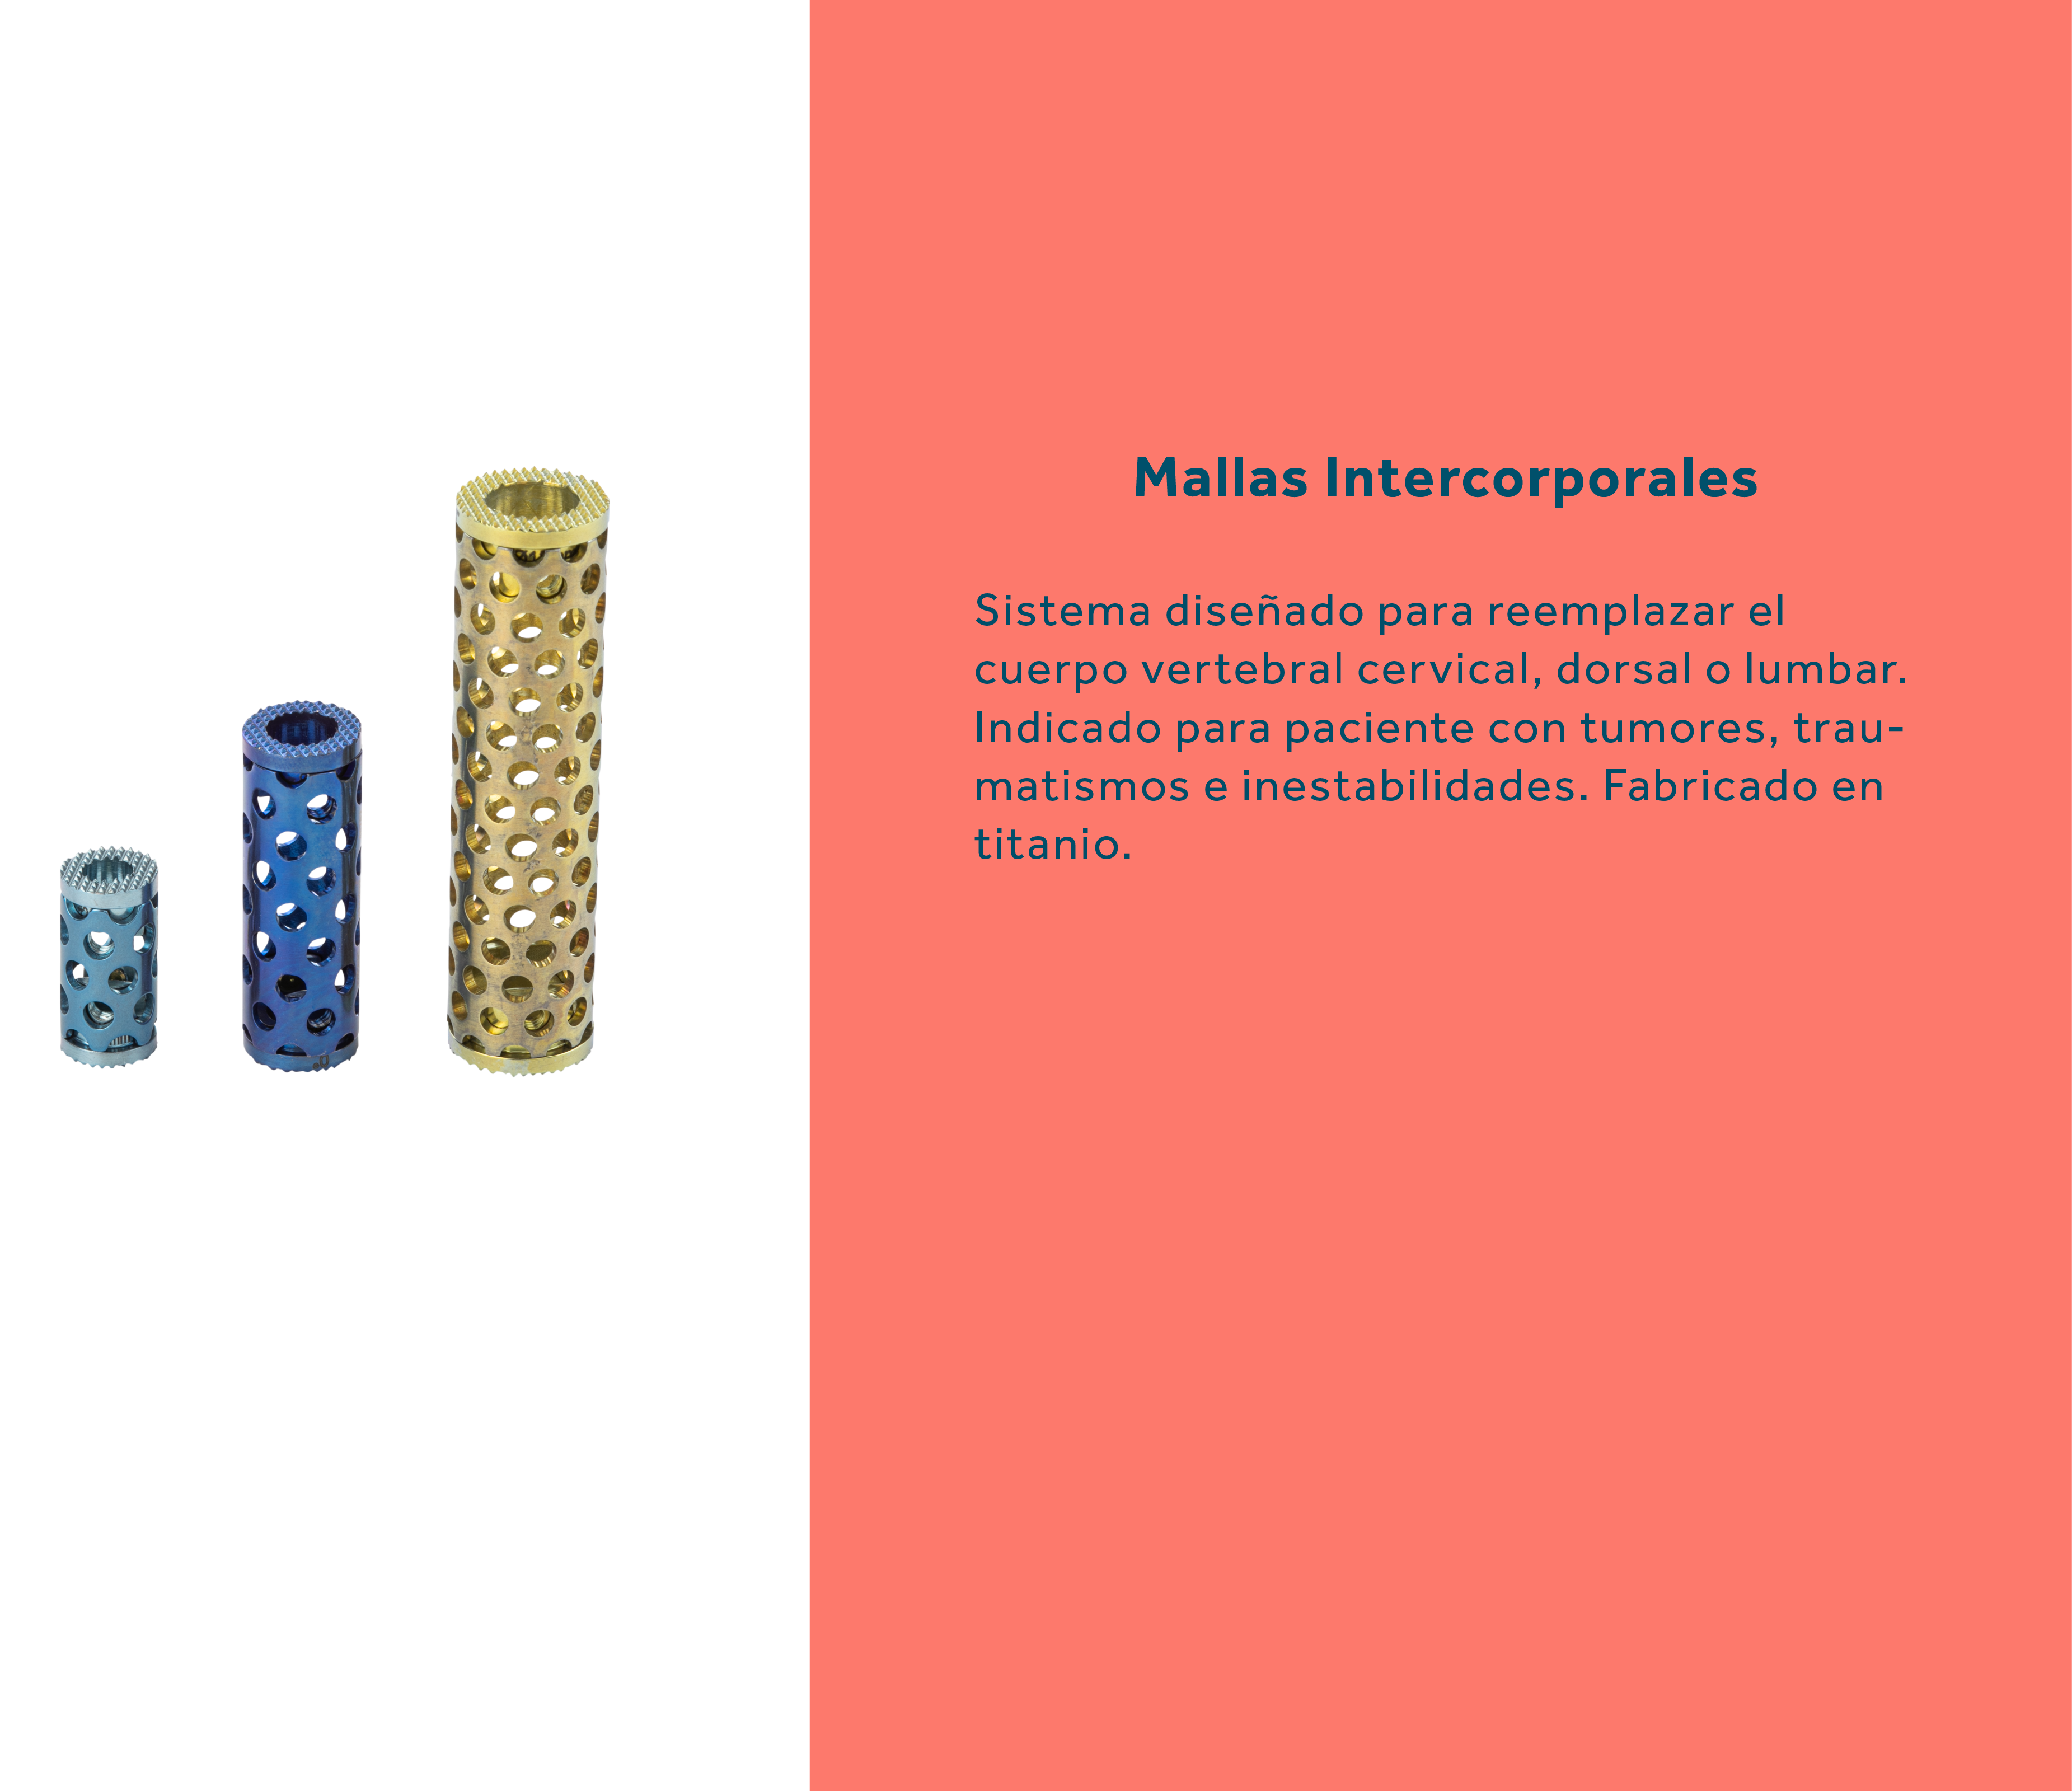 Mallas Intercorporales
Sistema diseñado para reemplazar el
cuerpo vertebral cervical, dorsal o lumbar.
Indicado para paciente con tumores, trau-
matismos e inestabilidades. Fabricado en
titanio.